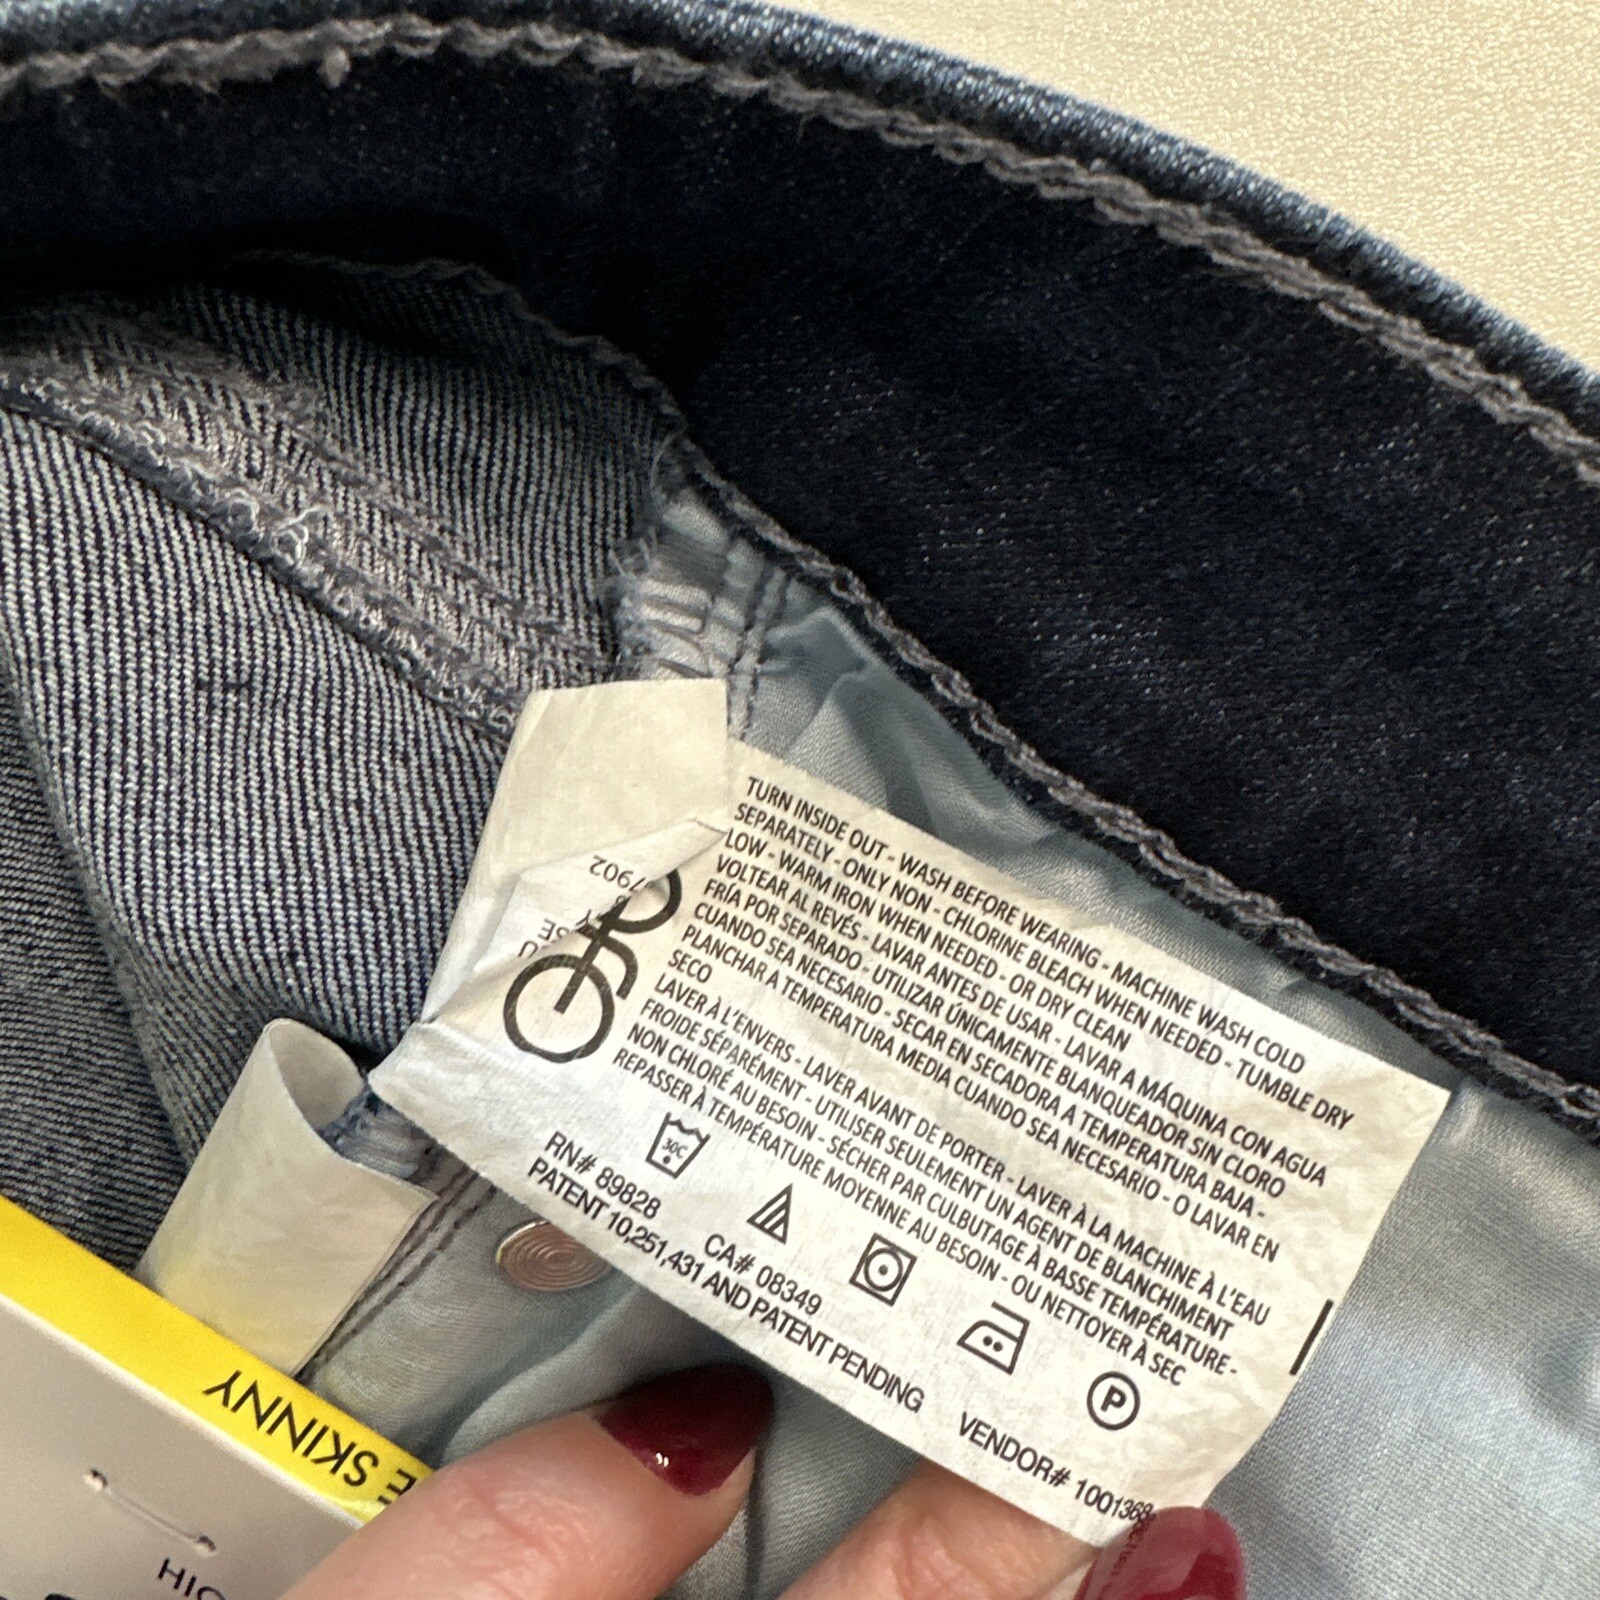 TURN INSIDE OUT - WASH BEFORE WEARING - MACHINE WASH COLD
SEPARATELY - ONLY NON - CHLORINE BLEACH WHEN NEEDED - TUMBLE DRY
LOW - WARM IRON WHEN NEEDED - OR DRY CLEAN
VOLTEAR AL REVÉS - LAVAR ANTES DE USAR - LAVAR A MÁQUINA CON AGUA
FRÍA POR SEPARADO - UTILIZAR ÚNICAMENTE BLANQUEADOR SIN CLORO
CUANDO SEA NECESARIO - SECAR EN SECADORA A TEMPERATURA BAJA -
PLANCHAR A TEMPERATURA MEDIA CUANDO SEA NECESARIO - O LAVAR EN
SECO
LAVER À L'ENVERS - LAVER AVANT DE PORTER - LAVER À LA MACHINE À L'EAU
FROIDE SÉPARÉMENT - UTILISER SEULEMENT UN AGENT DE BLANCHIMENT
NON CHLORÉ AU BESOIN - SÉCHER PAR CULBUTAGE À BASSE TEMPÉRATURE -
REPASSER À TEMPÉRATURE MOYENNE AU BESOIN - OU NETTOYER À SEC
30C
P
RN# 89828 CA# 08349 VENDOR# 1001368
PATENT 10,251,431 AND PATENT PENDING
7902
SKINNY